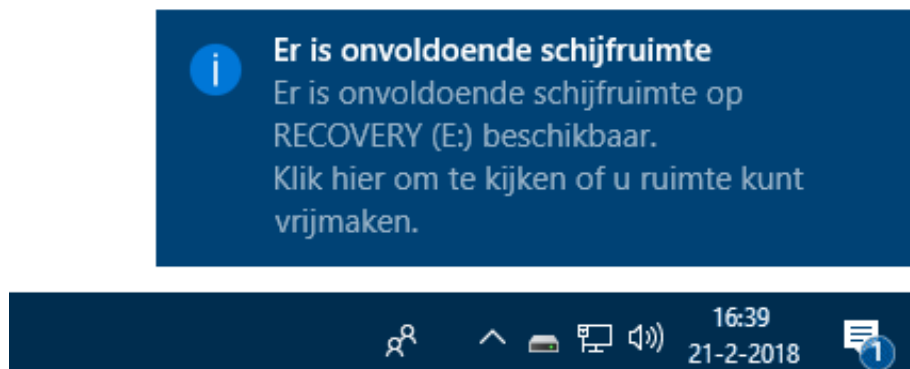 Er is onvoldoende schijfruimte
Er is onvoldoende schijfruimte op
RECOVERY (E:) beschikbaar.
Klik hier om te kijken of u ruimte kunt
vrijmaken.
16:39
21-2-2018
1